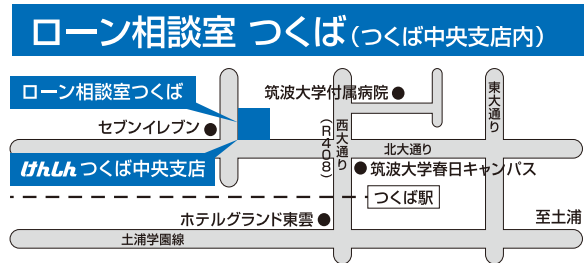 ローン相談室 つくば（つくば中央支店内）
ローン相談室つくば
筑波大学付属病院
セブンイレブン
東大通り
西大通り
（R408）
北大通り
けんしん つくば中央支店
筑波大学春日キャンパス
つくば駅
ホテルグランド東雲
至土浦
土浦学園線